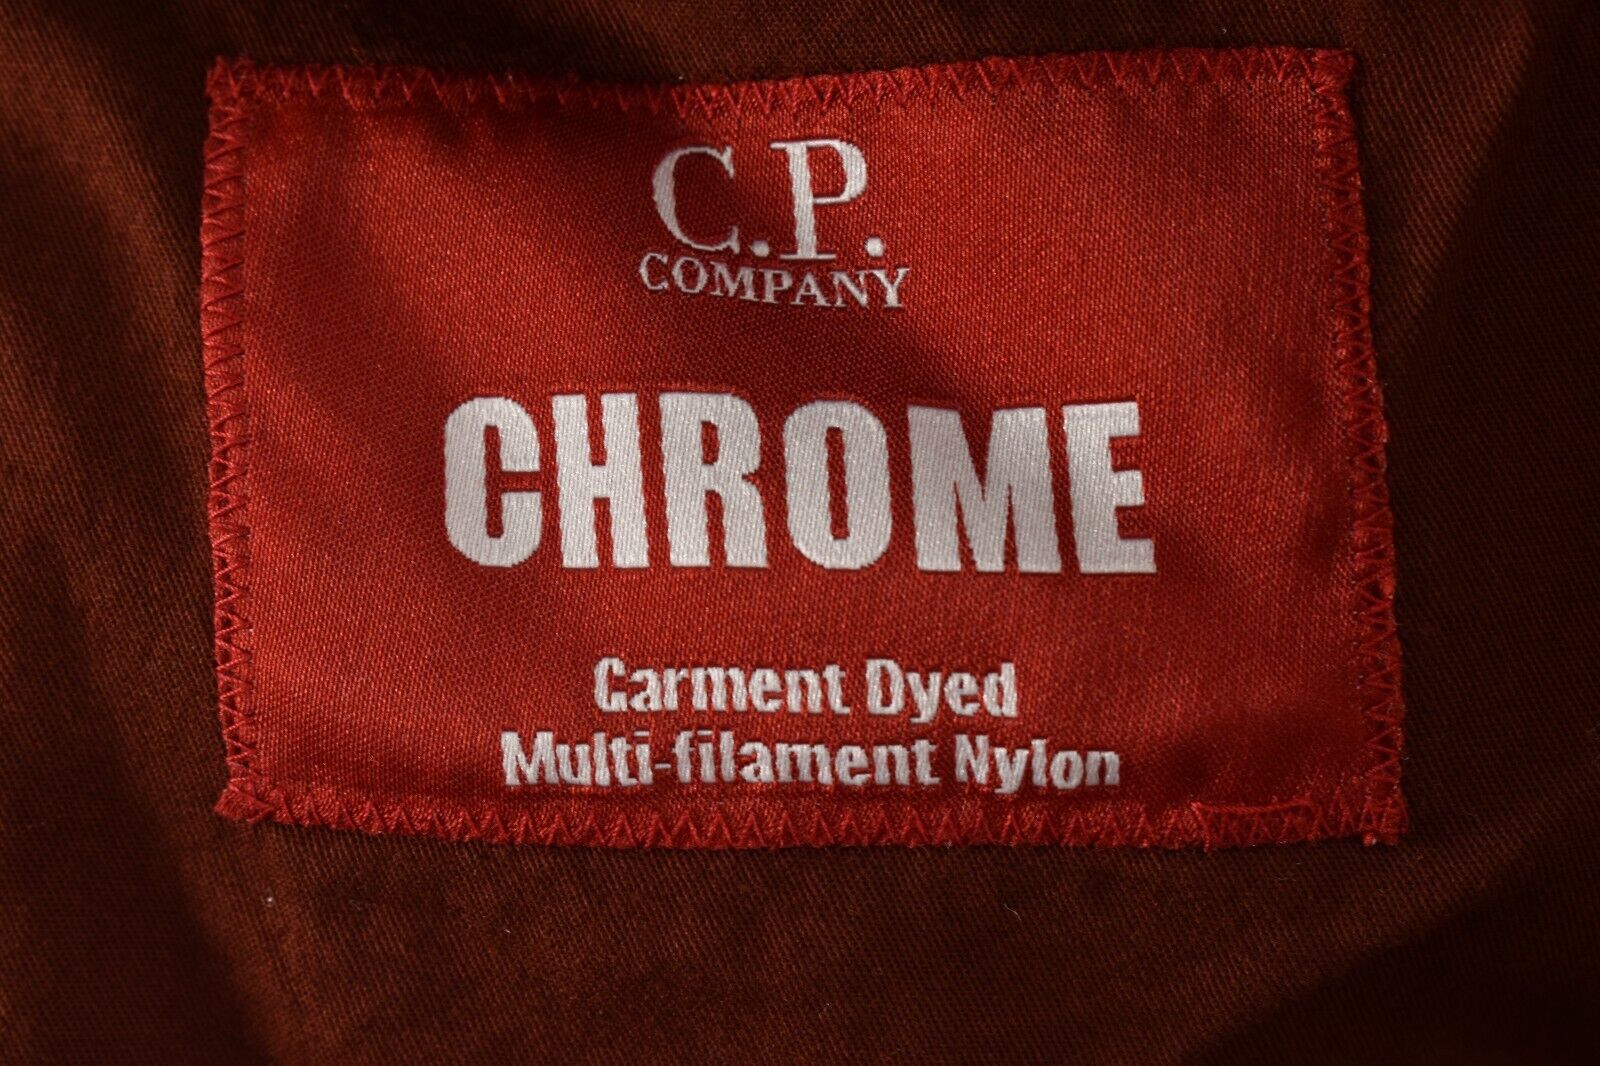 C.P.
COMPANY
CHROME
Garment Dyed
Multi-filament Nylon